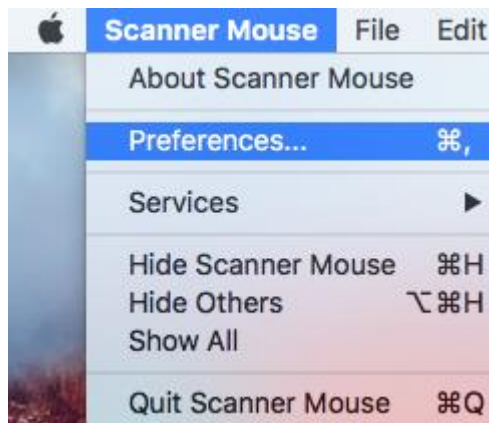 Scanner Mouse File Edit
About Scanner Mouse
Preferences... ⌘,
Services ▶
Hide Scanner Mouse ⌘H
Hide Others ⌥⌘H
Show All
Quit Scanner Mouse ⌘Q